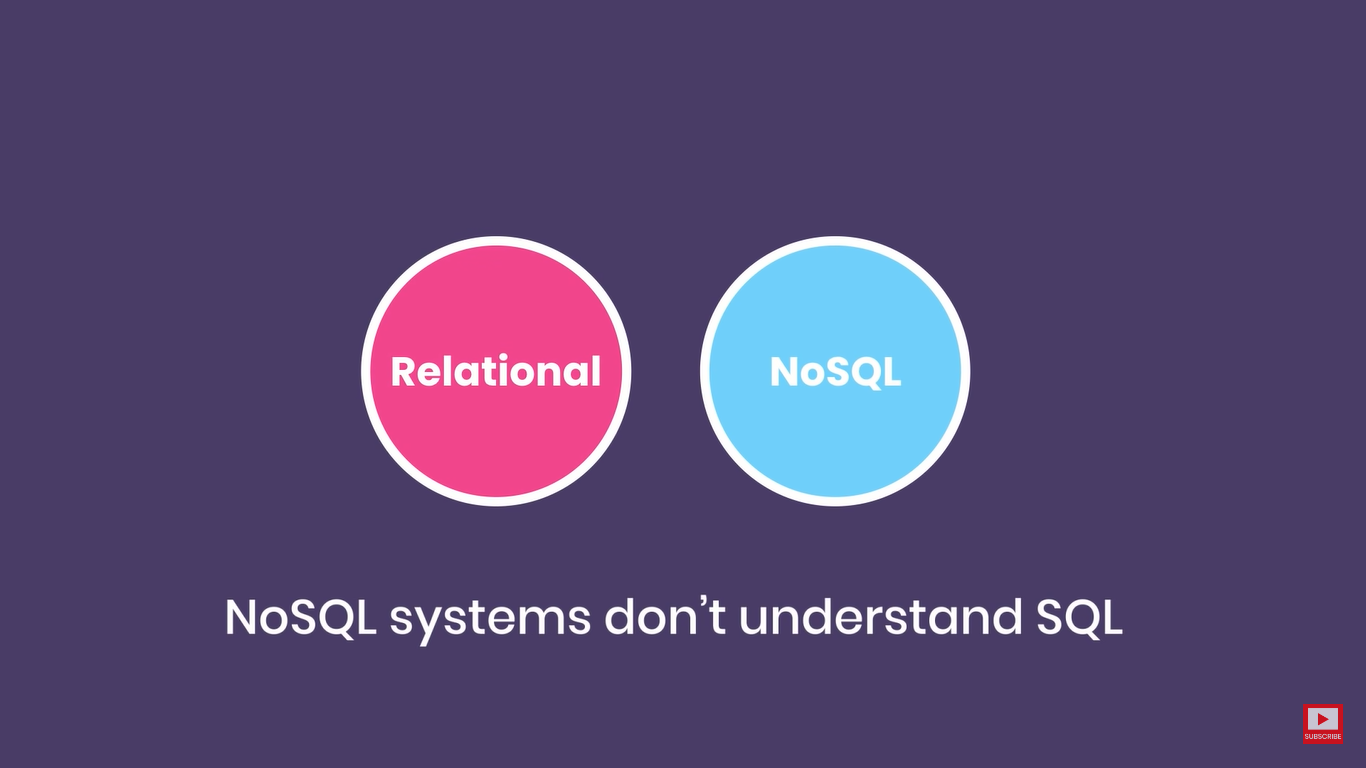 Relational
NoSQL
NoSQL systems don’t understand SQL
SUBSCRIBE